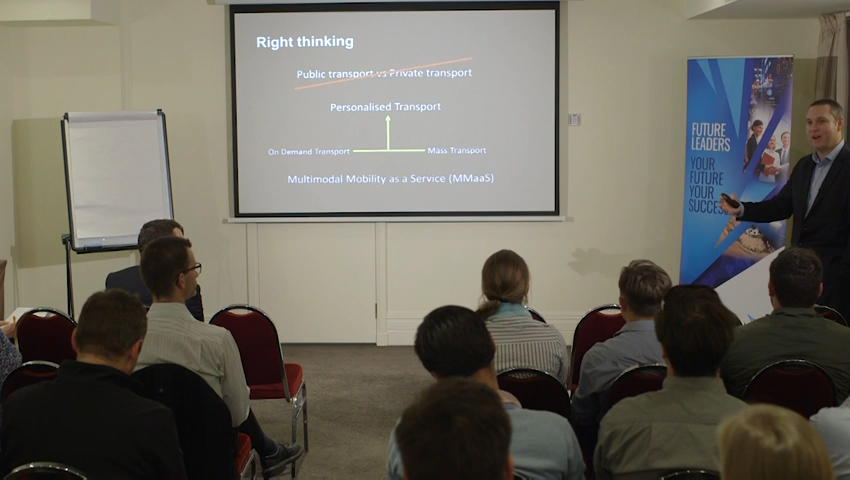 Right thinking
Public transport vs Private transport
Personalised Transport
On Demand Transport
Mass Transport
Multimodal Mobility as a Service (MMaaS)
FUTURE
LEADERS
YOUR
FUTURE
YOUR
SUCCES